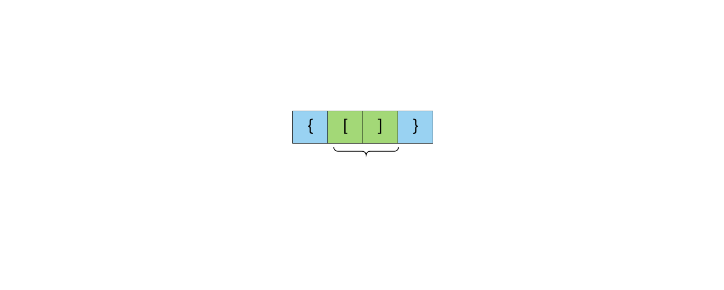 { [ ] }